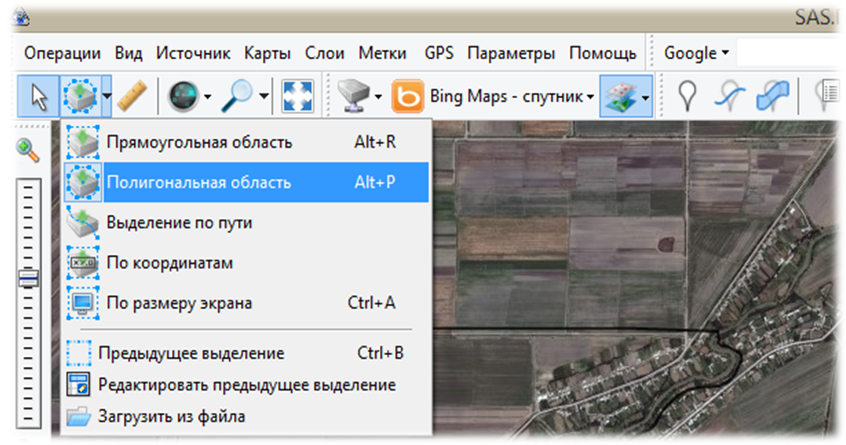 SAS.
Операции Вид Источник Карты Слои Метки GPS Параметры Помощь Google
Bing Maps - спутник
Прямоугольная область Alt+R
Полигональная область Alt+P
Выделение по пути
По координатам
По размеру экрана Ctrl+A
Предыдущее выделение Ctrl+B
Редактировать предыдущее выделение
Загрузить из файла